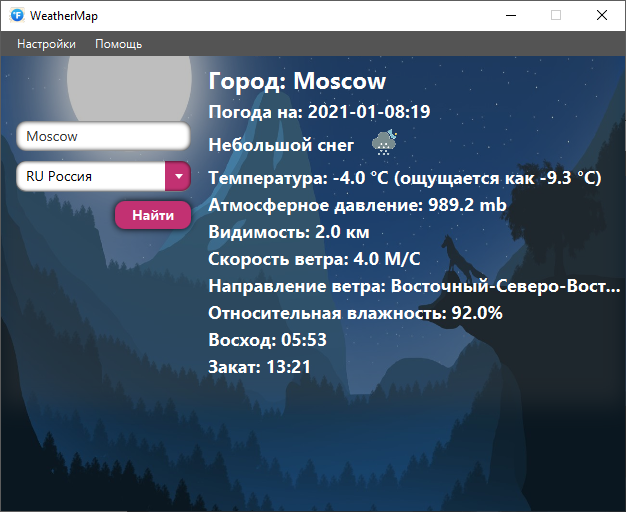 WeatherMap
Настройки Помощь
Город: Moscow
Погода на: 2021-01-08:19
Moscow
Небольшой снег
RU Россия
Температура: -4.0 °C (ощущается как -9.3 °C)
Атмосферное давление: 989.2 mb
Найти
Видимость: 2.0 км
Скорость ветра: 4.0 М/С
Направление ветра: Восточный-Северо-Вост...
Относительная влажность: 92.0%
Восход: 05:53
Закат: 13:21